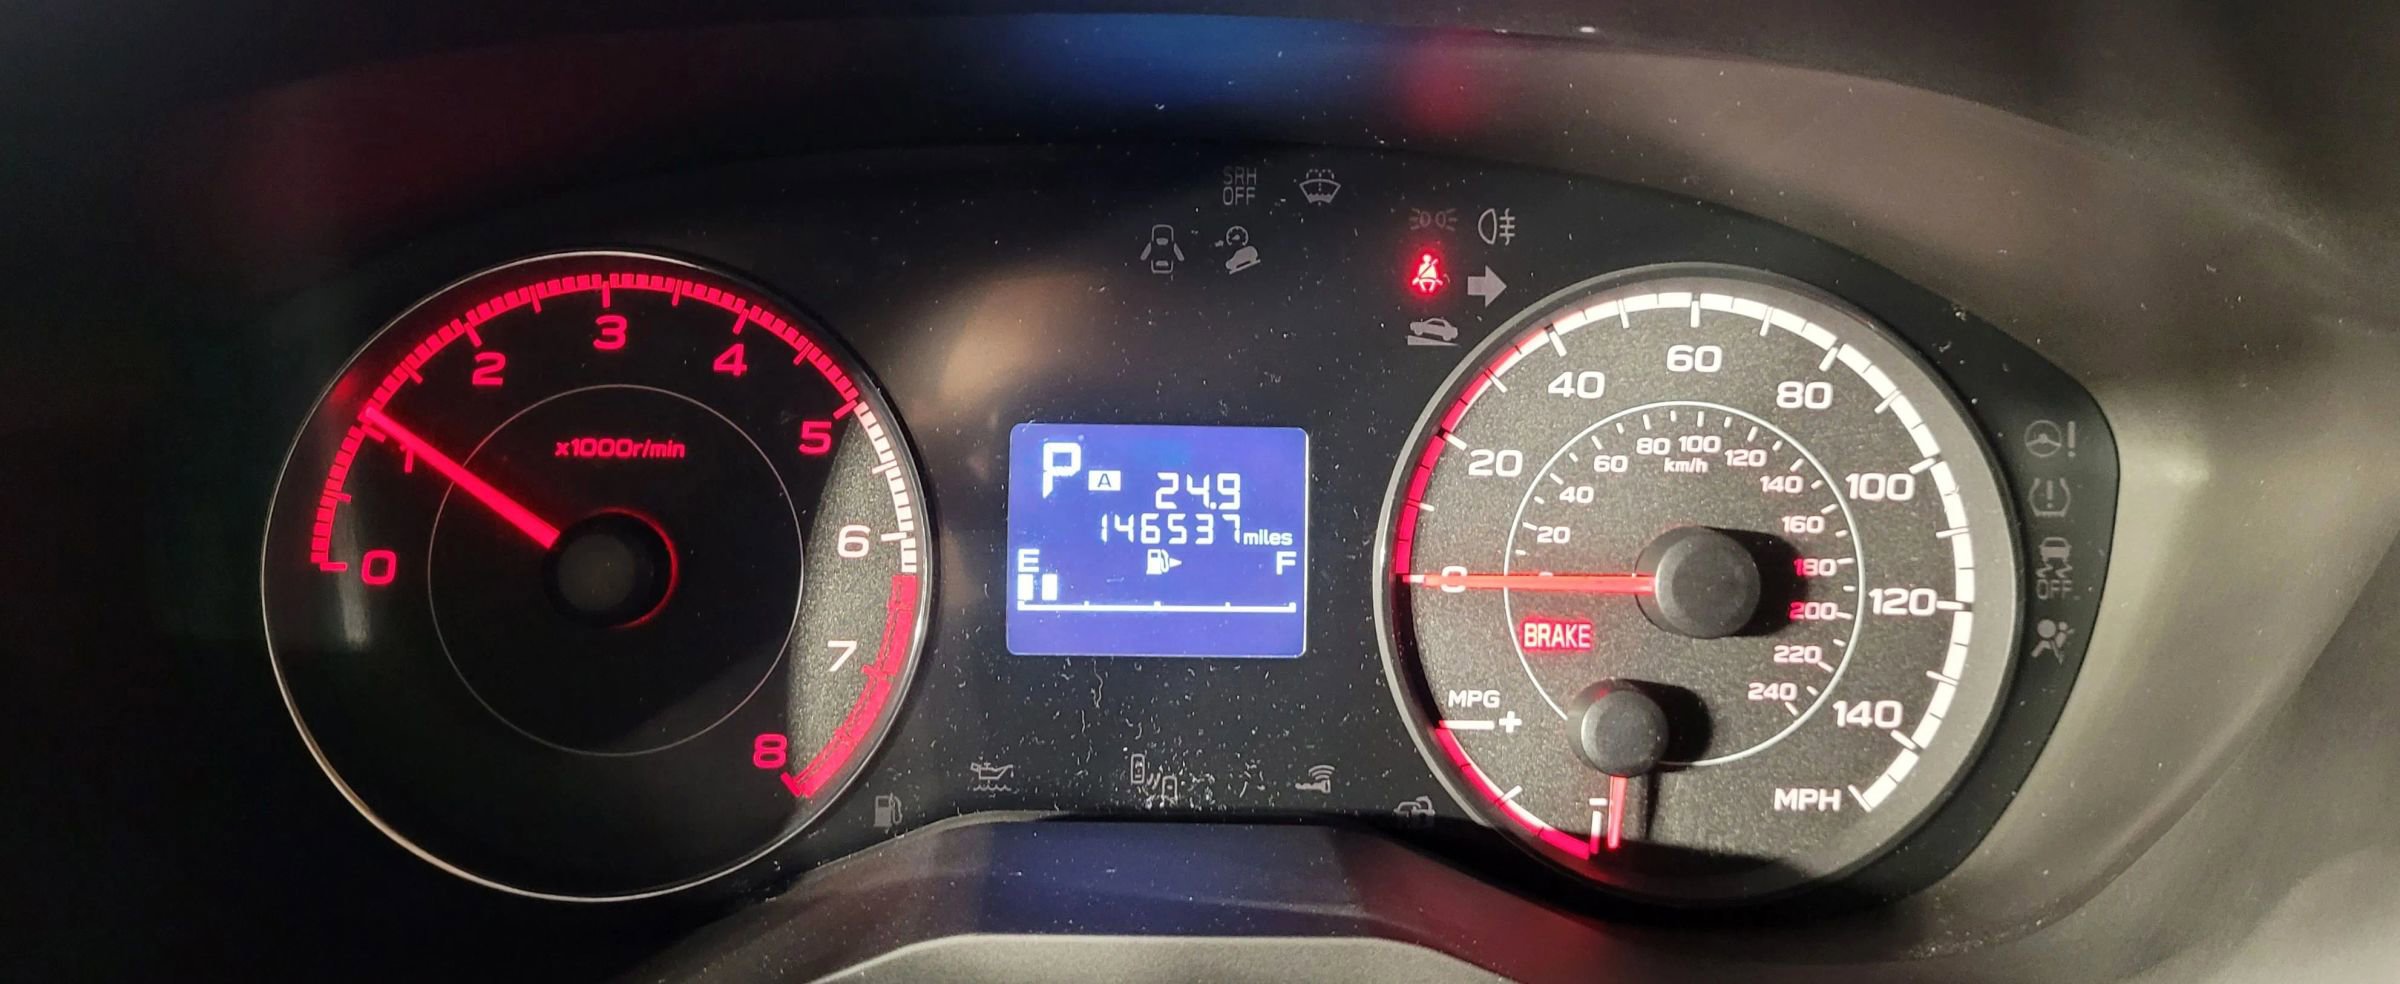 SRH
OFF
0
1
2
3
4
5
6
7
8
x1000r/min
P
A 24.9
146537miles
E F
0
20
40
60
80
100
120
140
MPH
20
40
60
80
100
120
140
160
180
200
220
240
km/h
BRAKE
MPG
+
−
OFF